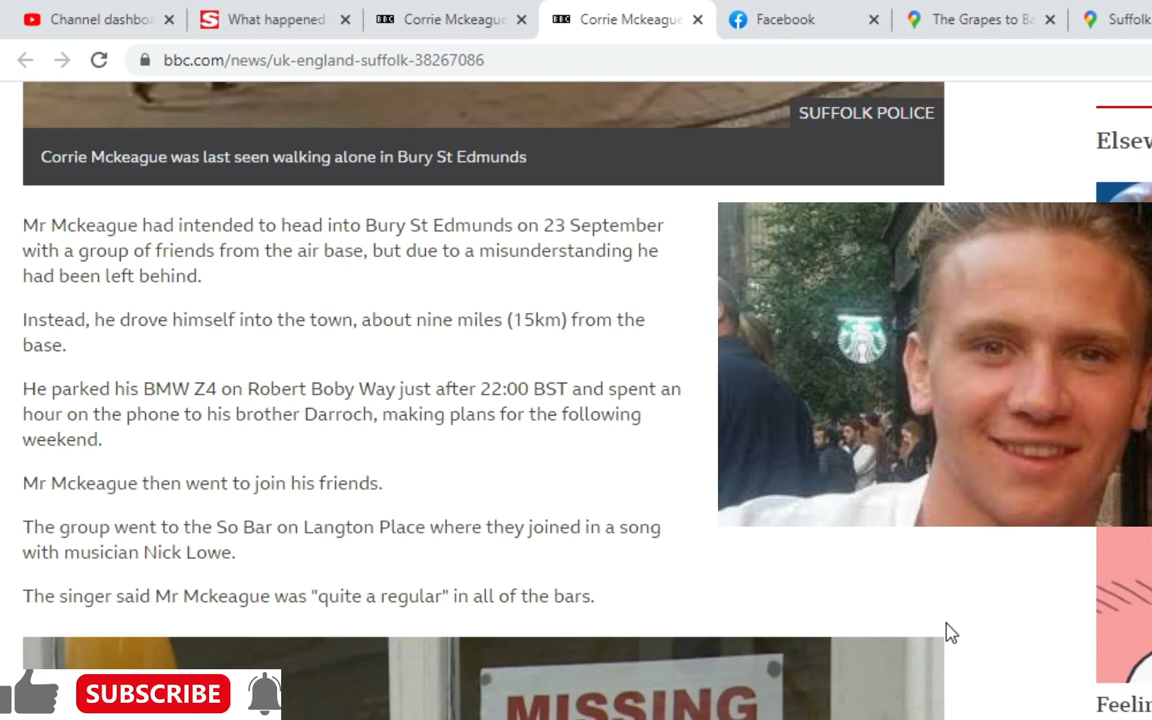 Channel dashboa
What happened
BBC
Corrie Mckeague
BBC
Corrie Mckeague
Facebook
The Grapes to Ba
Suffolk
bbc.com/news/uk-england-suffolk-38267086
SUFFOLK POLICE
Corrie Mckeague was last seen walking alone in Bury St Edmunds
Elsew
Mr Mckeague had intended to head into Bury St Edmunds on 23 September
with a group of friends from the air base, but due to a misunderstanding he
had been left behind.
Instead, he drove himself into the town, about nine miles (15km) from the
base.
He parked his BMW Z4 on Robert Boby Way just after 22:00 BST and spent an
hour on the phone to his brother Darroch, making plans for the following
weekend.
Mr Mckeague then went to join his friends.
The group went to the So Bar on Langton Place where they joined in a song
with musician Nick Lowe.
The singer said Mr Mckeague was "quite a regular" in all of the bars.
MISSING
SUBSCRIBE
Feelin